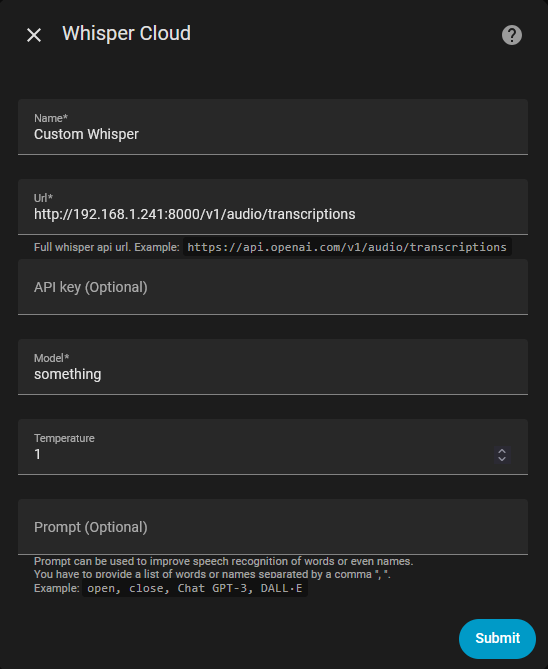 Whisper Cloud
Name*
Custom Whisper
Url*
http://192.168.1.241:8000/v1/audio/transcriptions
Full whisper api url. Example: https://api.openai.com/v1/audio/transcriptions
API key (Optional)
Model*
something
Temperature
1
Prompt (Optional)
Prompt can be used to improve speech recognition of words or even names.
You have to provide a list of words or names separated by a comma ", ".
Example: open, close, Chat GPT-3, DALL·E
Submit